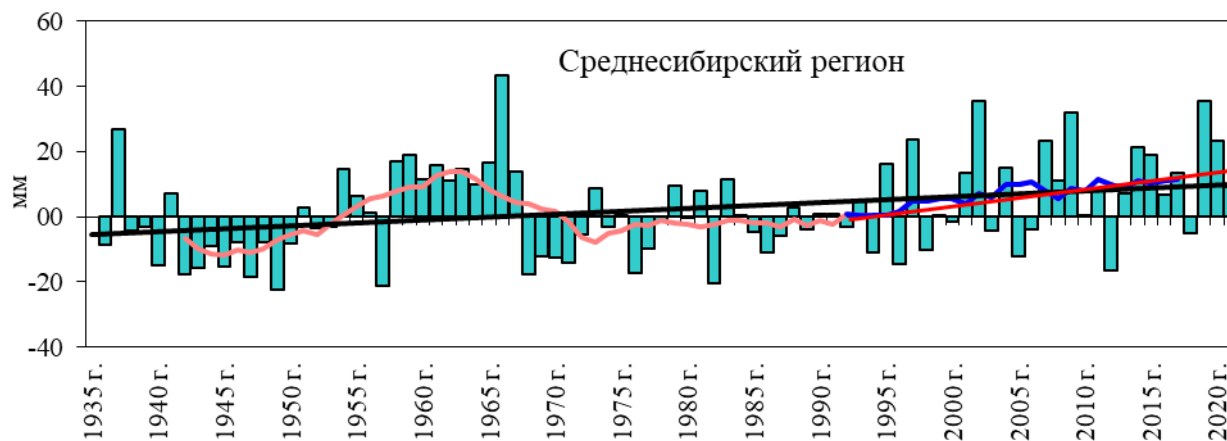 60
Среднесибирский регион
40
20
00
-20
-40
мм
1935 г.
1940 г.
1945 г.
1950 г.
1955 г.
1960 г.
1965 г.
1970 г.
1975 г.
1980 г.
1985 г.
1990 г.
1995 г.
2000 г.
2005 г.
2010 г.
2015 г.
2020 г.